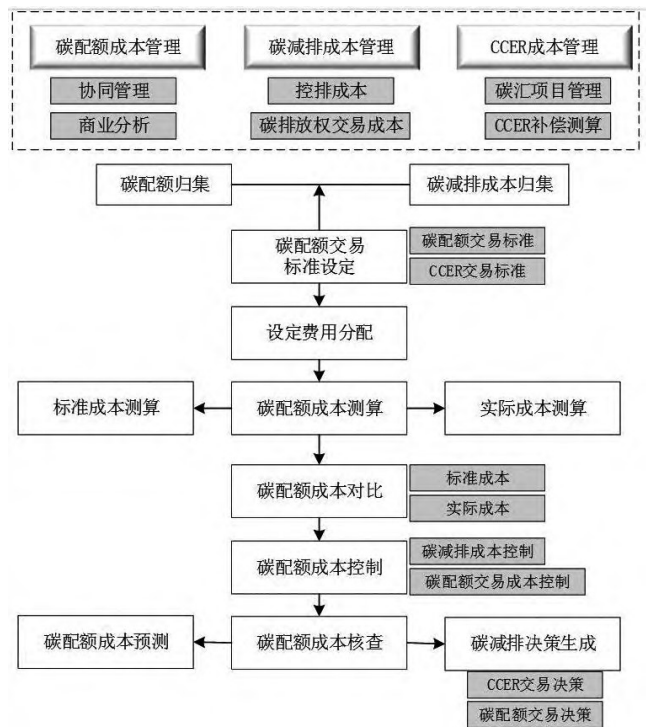 碳配额成本管理
碳减排成本管理
CCER成本管理
协同管理
控排成本
碳汇项目管理
商业分析
碳排放权交易成本
CCER补偿测算
碳配额归集
碳减排成本归集
碳配额交易
标准设定
碳配额交易标准
CCER交易标准
设定费用分配
标准成本测算
碳配额成本测算
实际成本测算
碳配额成本对比
标准成本
实际成本
碳配额成本控制
碳减排成本控制
碳配额交易成本控制
碳配额成本预测
碳配额成本核查
碳减排决策生成
CCER交易决策
碳配额交易决策